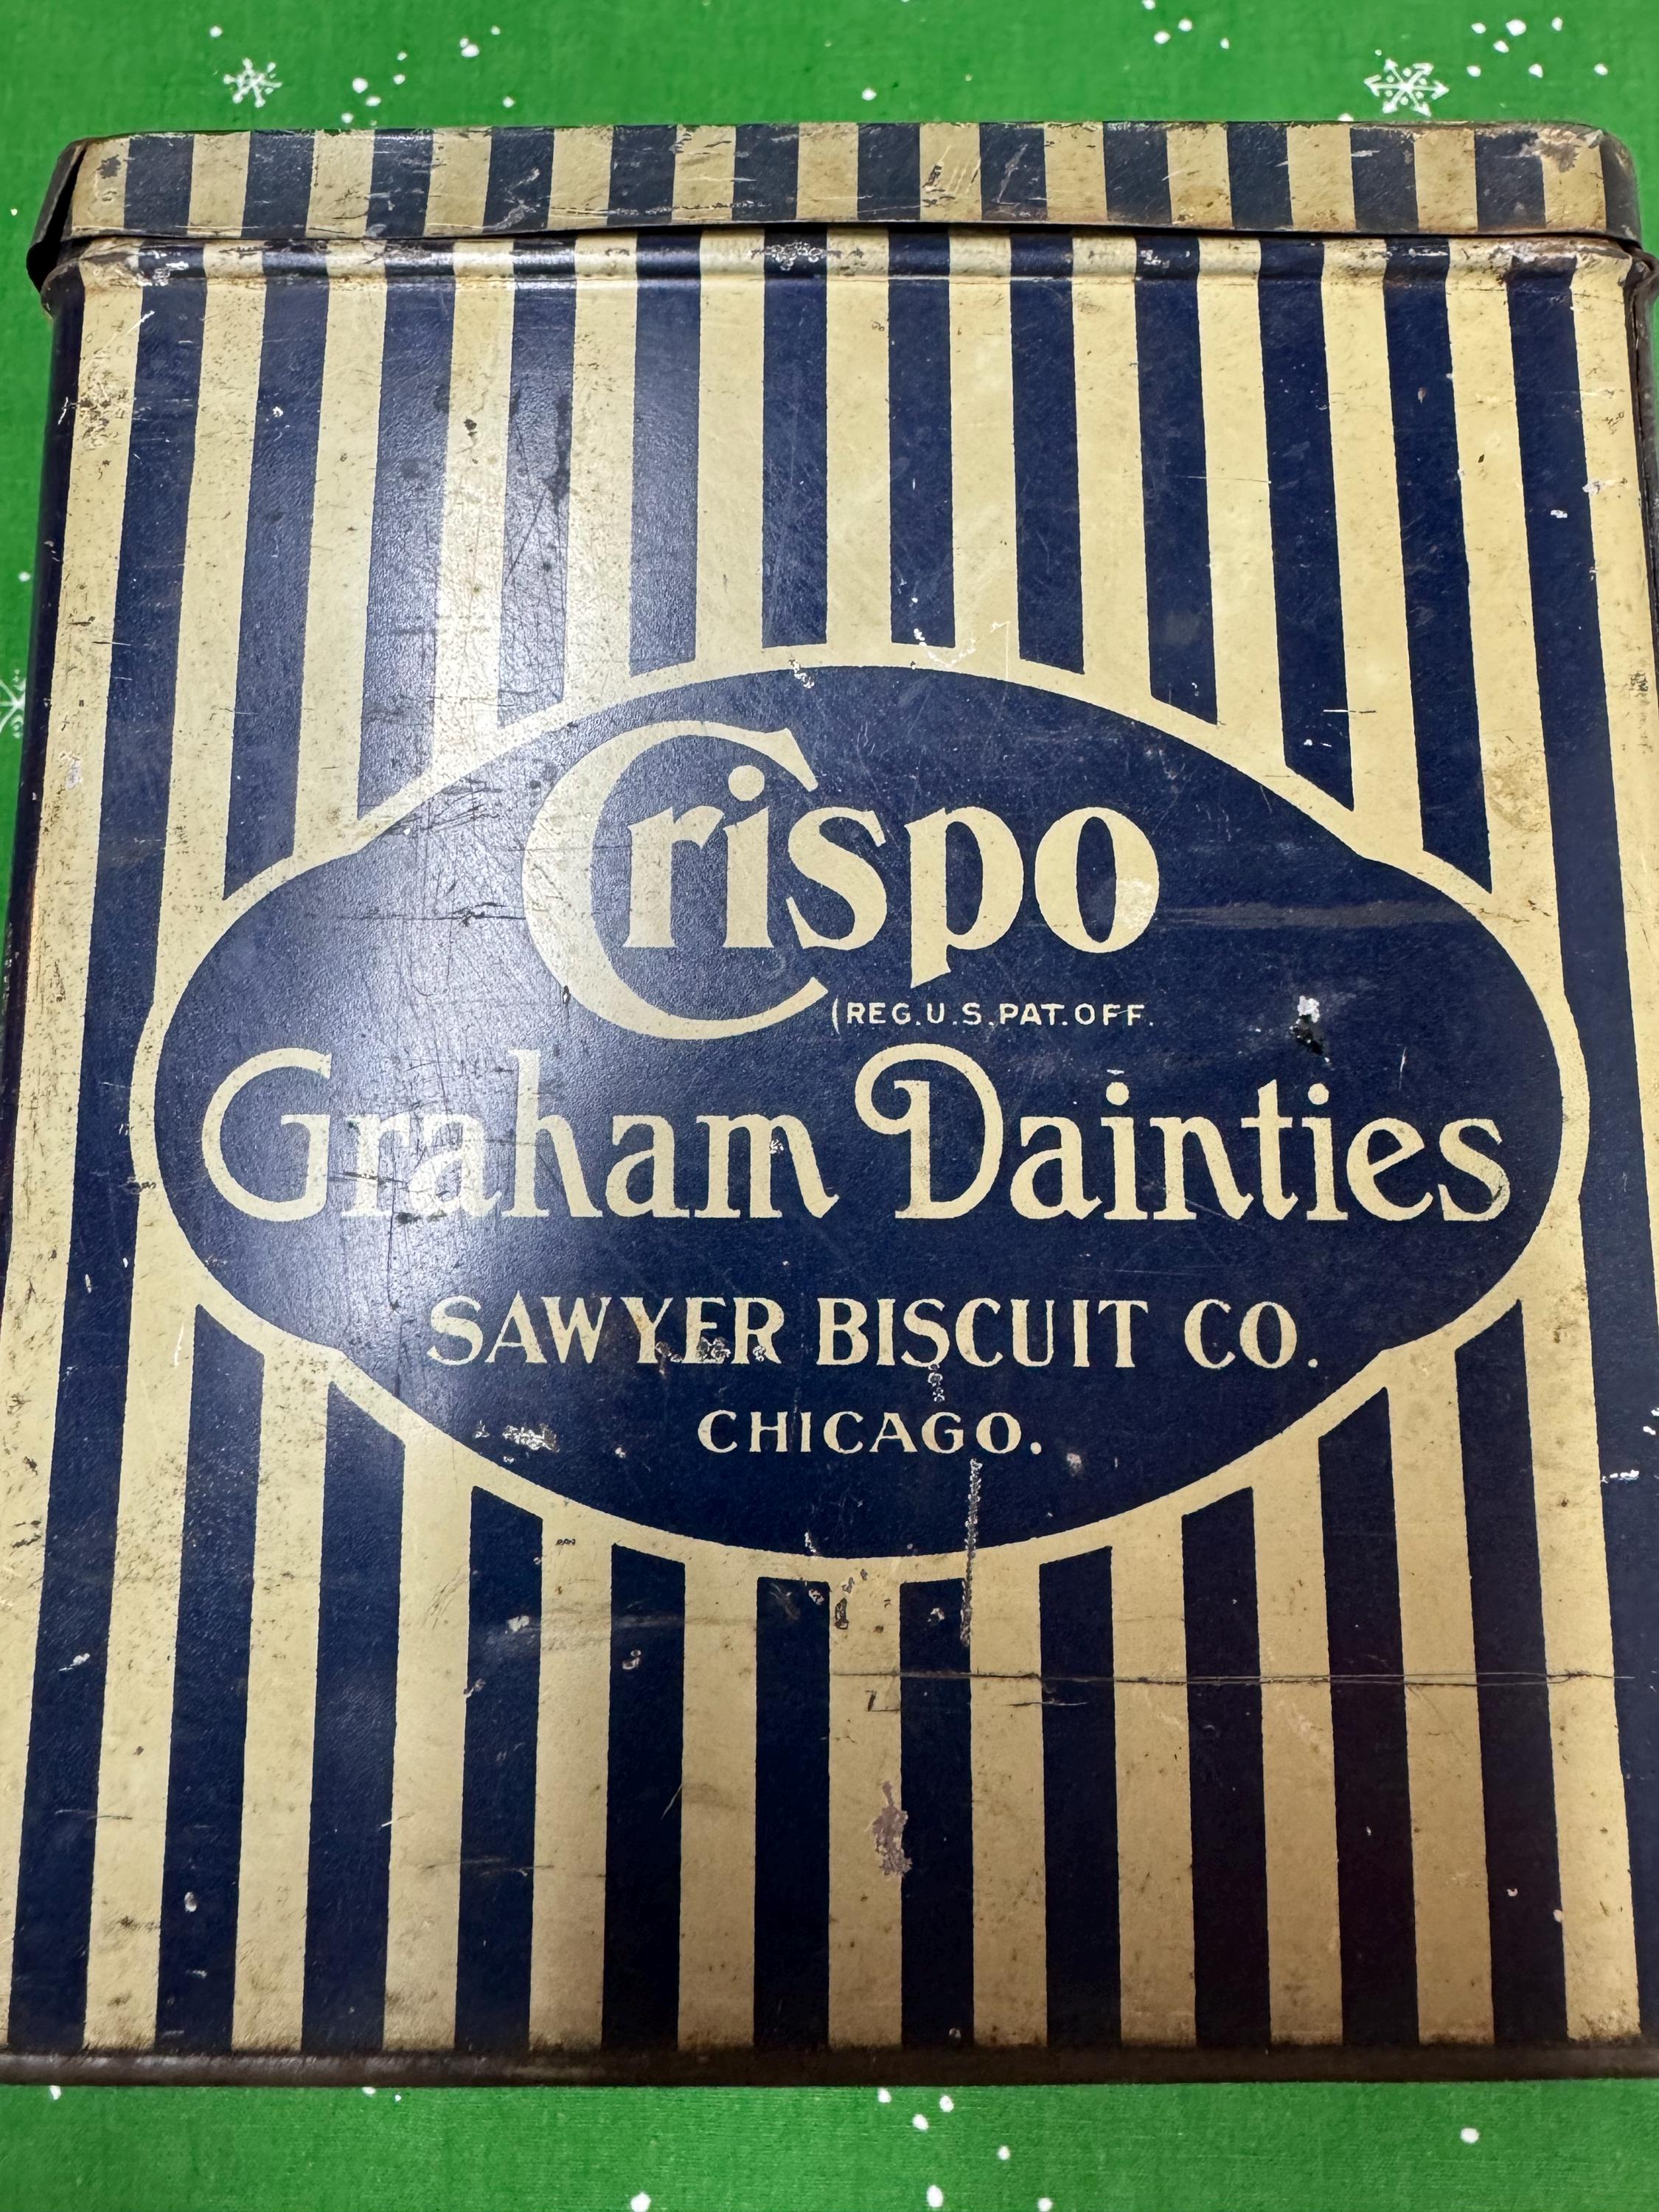 Crispo
(REG.U.S.PAT.OFF.
Graham Dainties
SAWYER BISCUIT CO.
CHICAGO.